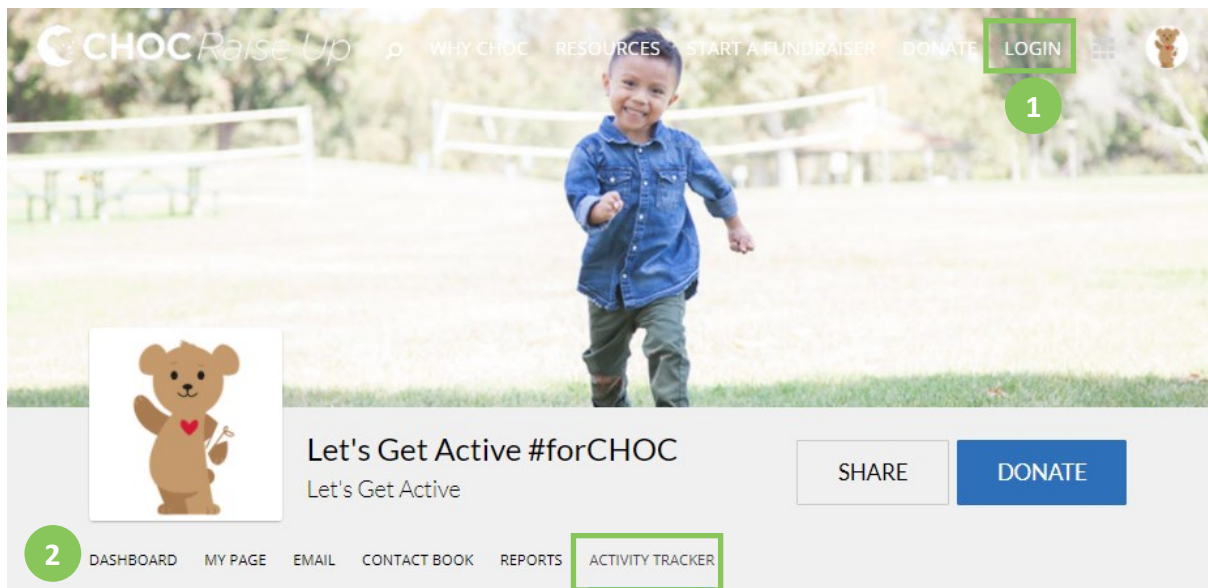 CHOC Raise Up WHY CHOC RESOURCES START A FUNDRAISER DONATE LOGIN
1
Let's Get Active #forCHOC
Let's Get Active
SHARE DONATE
2 DASHBOARD MY PAGE EMAIL CONTACT BOOK REPORTS ACTIVITY TRACKER